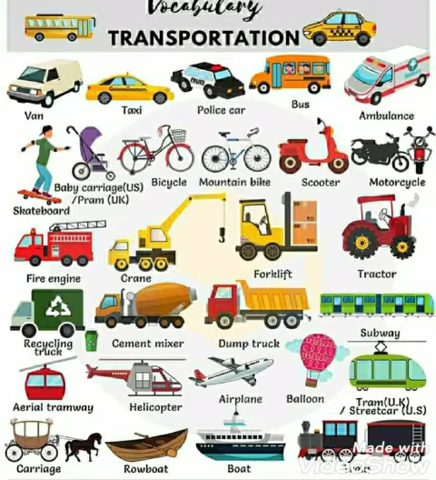 Vocabulary
TRANSPORTATION
POLICE
Van
Taxi
Police car
Bus
Ambulance
Skateboard
Baby carriage(US)
/Pram (UK)
Bicycle
Mountain bike
Scooter
Motorcycle
Fire engine
Crane
Forklift
Tractor
Recycling
truck
Cement mixer
Dump truck
Subway
Aerial tramway
Helicopter
Airplane
Balloon
Tram(U.K)
/ Streetcar (U.S)
Carriage
Rowboat
Boat
Made with
VideoShow